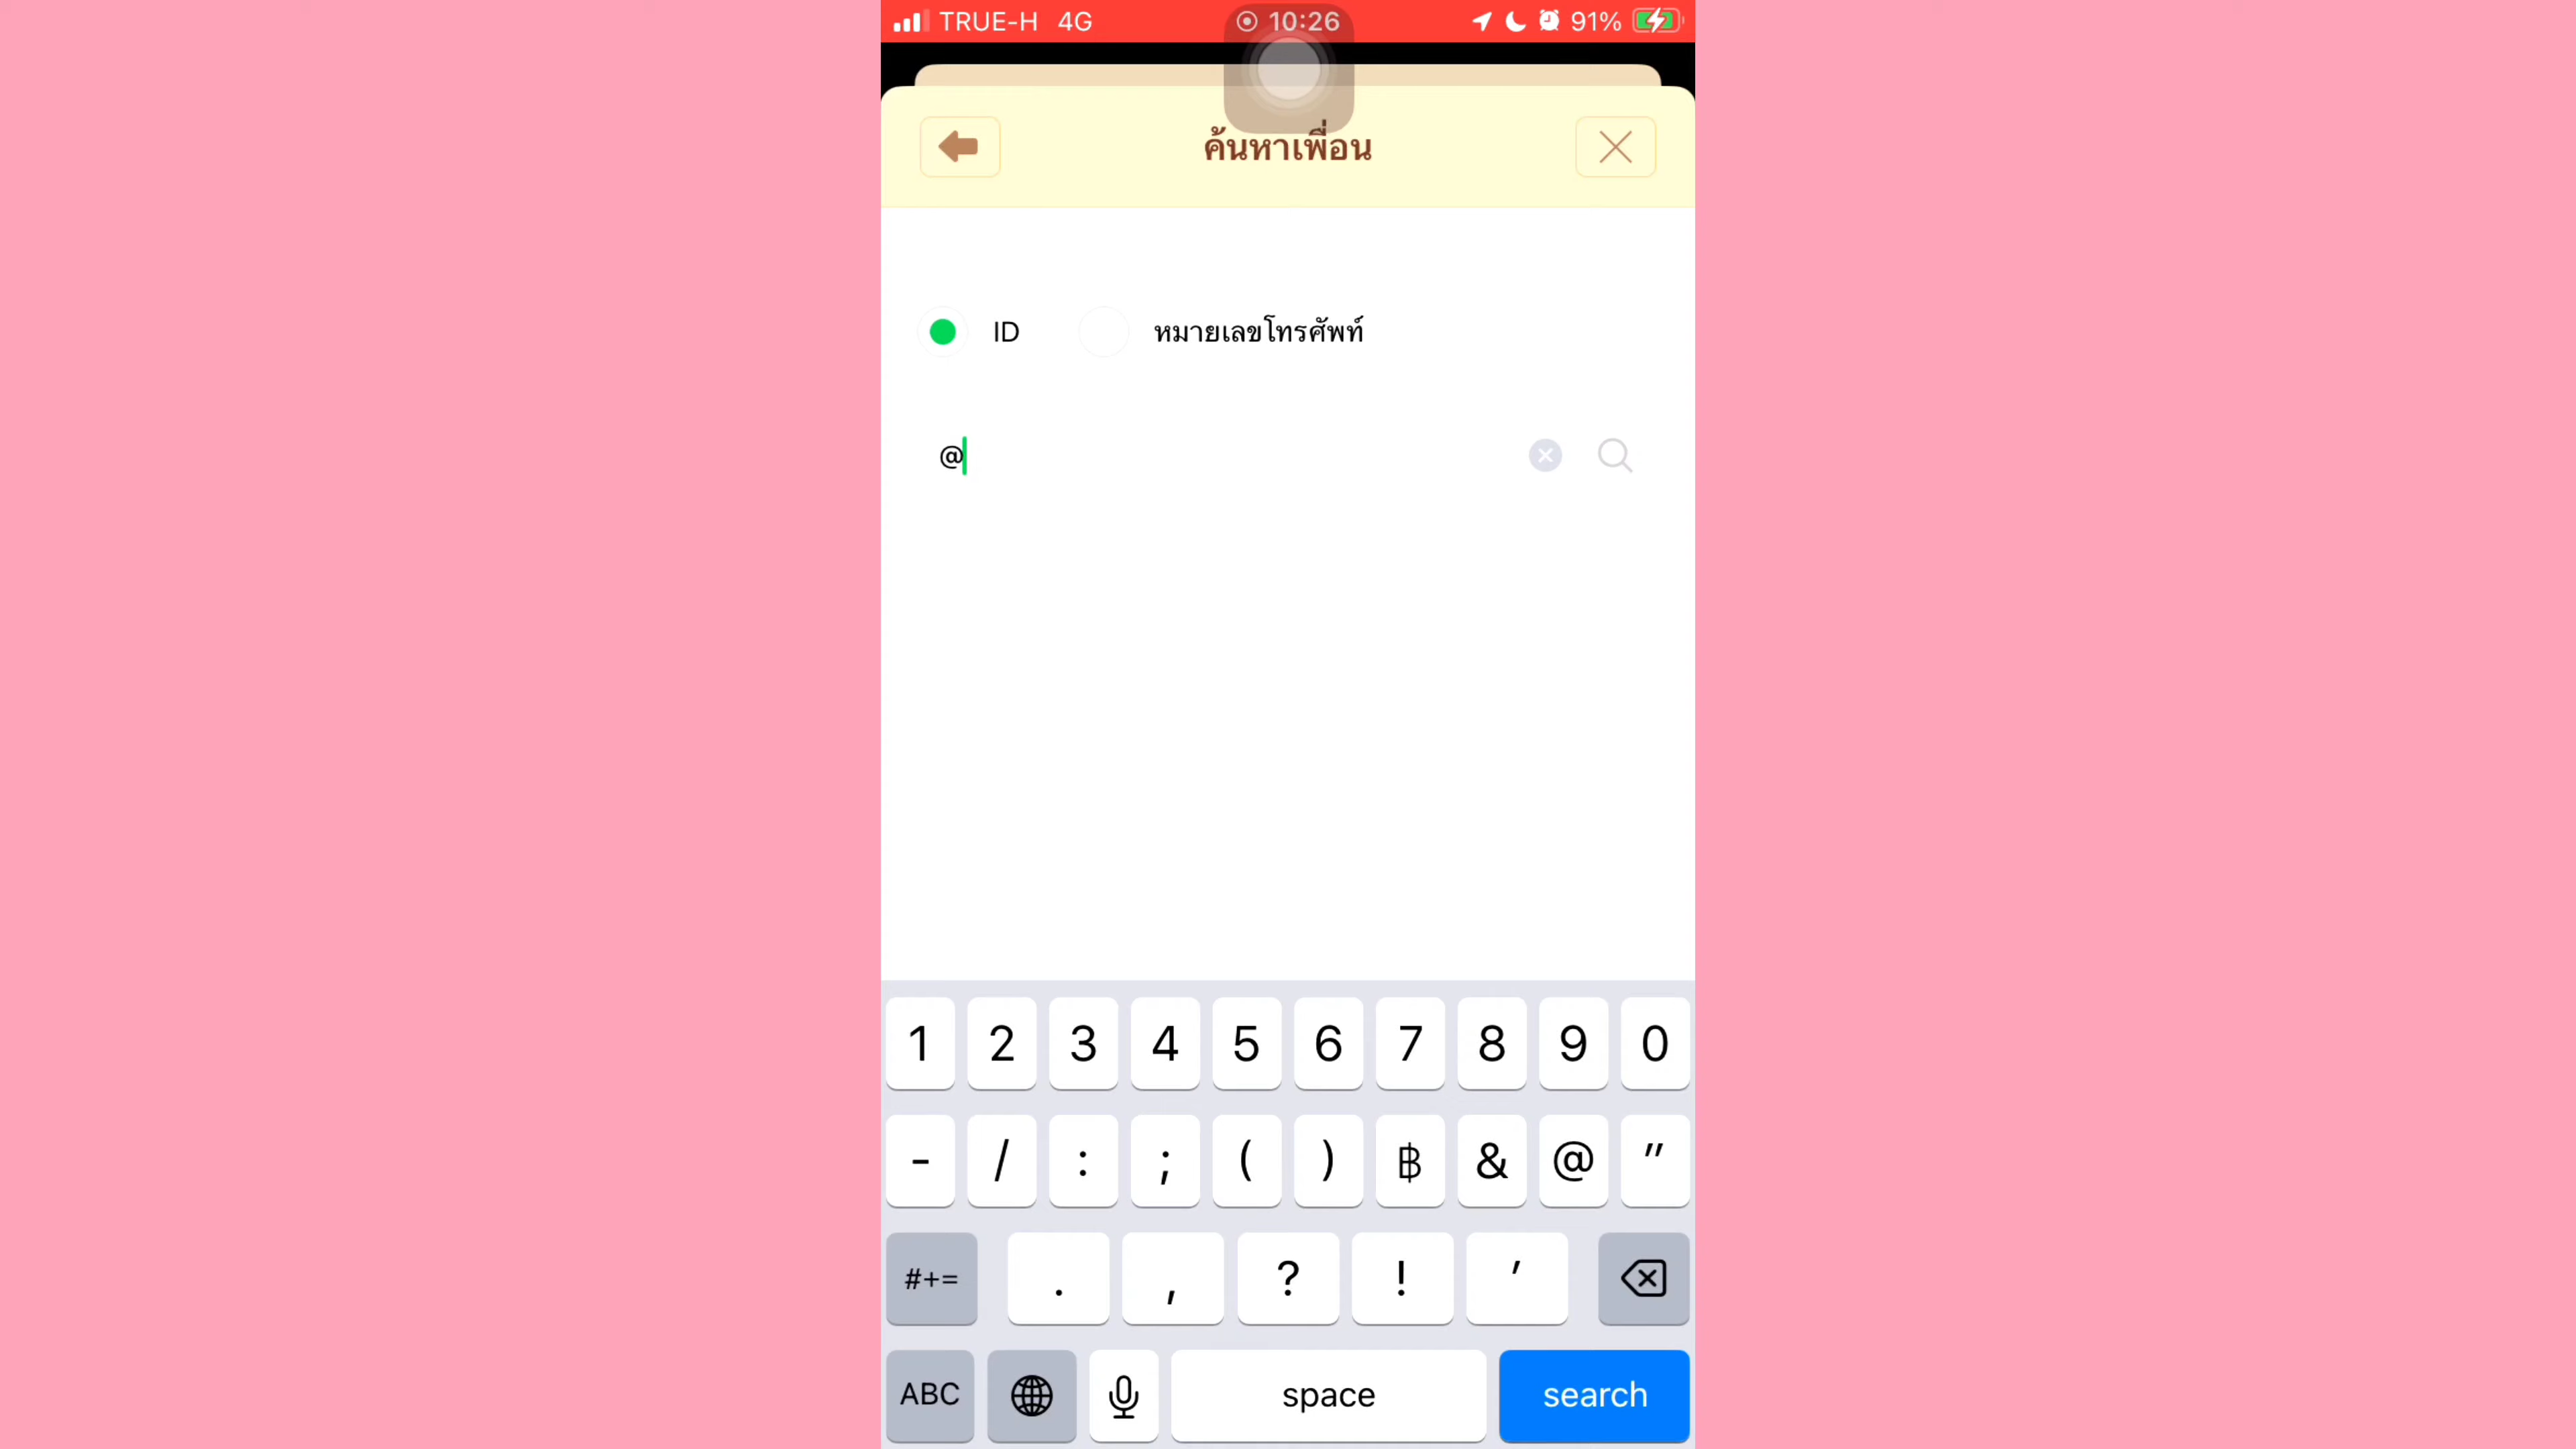 TRUE-H 4G 10:26 91%
ค้นหาเพื่อน
ID หมายเลขโทรศัพท์
@
1 2 3 4 5 6 7 8 9 0
- / : ; ( ) ฿ & @ "
#+= . , ? ! '
ABC space search